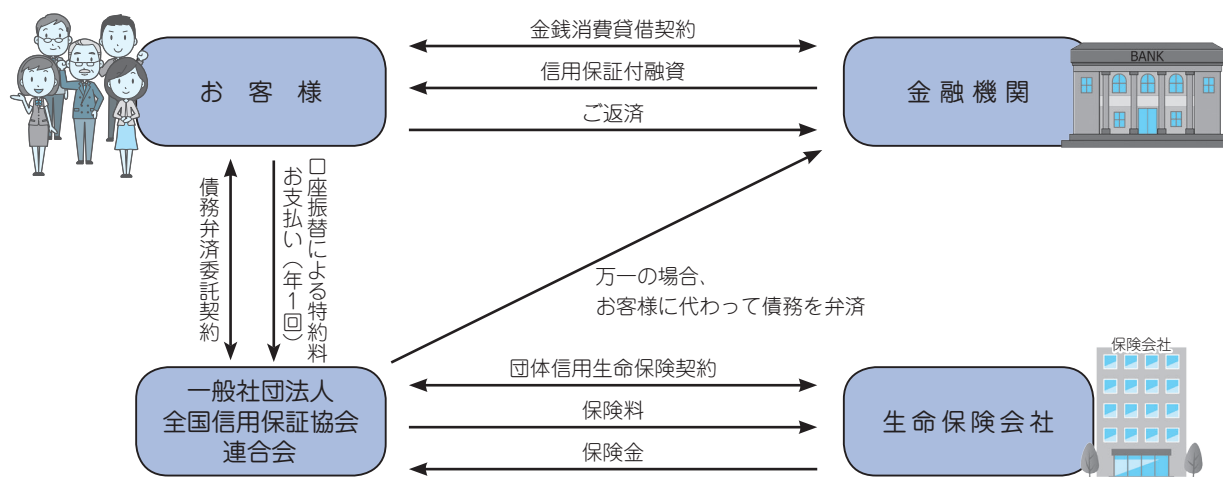 金銭消費貸借契約
お客様
信用保証付融資
金融機関
BANK
ご返済
債務弁済委託契約
口座振替による特約料
お支払い(年1回)
万一の場合、
お客様に代わって債務を弁済
一般社団法人
全国信用保証協会
連合会
団体信用生命保険契約
保険料
保険金
生命保険会社
保険会社